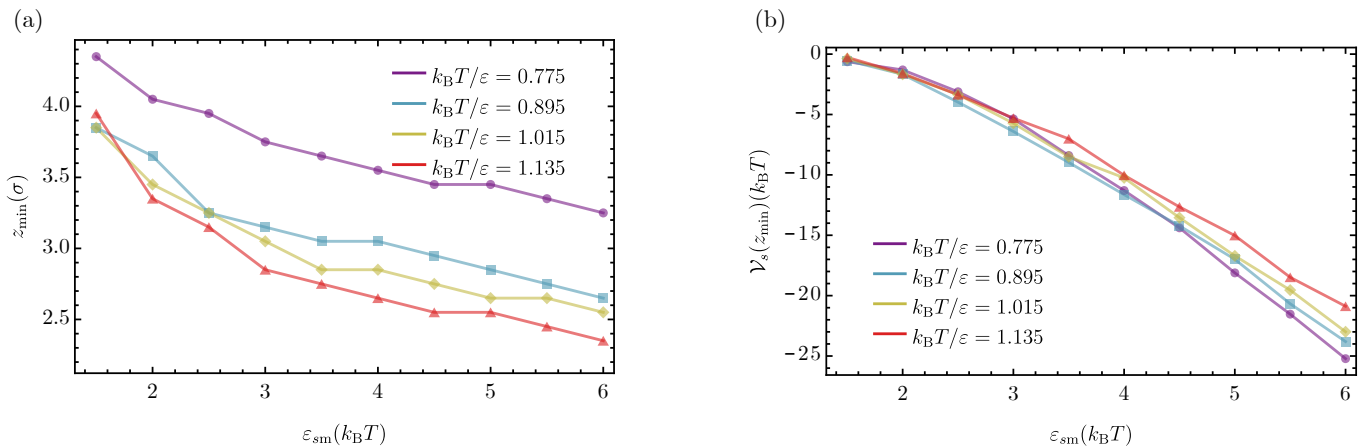 (a)
z_min(σ)
4.0
3.5
3.0
2.5
2
3
4
5
6
ε_sm(k_BT)
k_BT/ε = 0.775
k_BT/ε = 0.895
k_BT/ε = 1.015
k_BT/ε = 1.135
(b)
𝒱_s(z_min)(k_BT)
0
−5
−10
−15
−20
−25
2
3
4
5
6
ε_sm(k_BT)
k_BT/ε = 0.775
k_BT/ε = 0.895
k_BT/ε = 1.015
k_BT/ε = 1.135